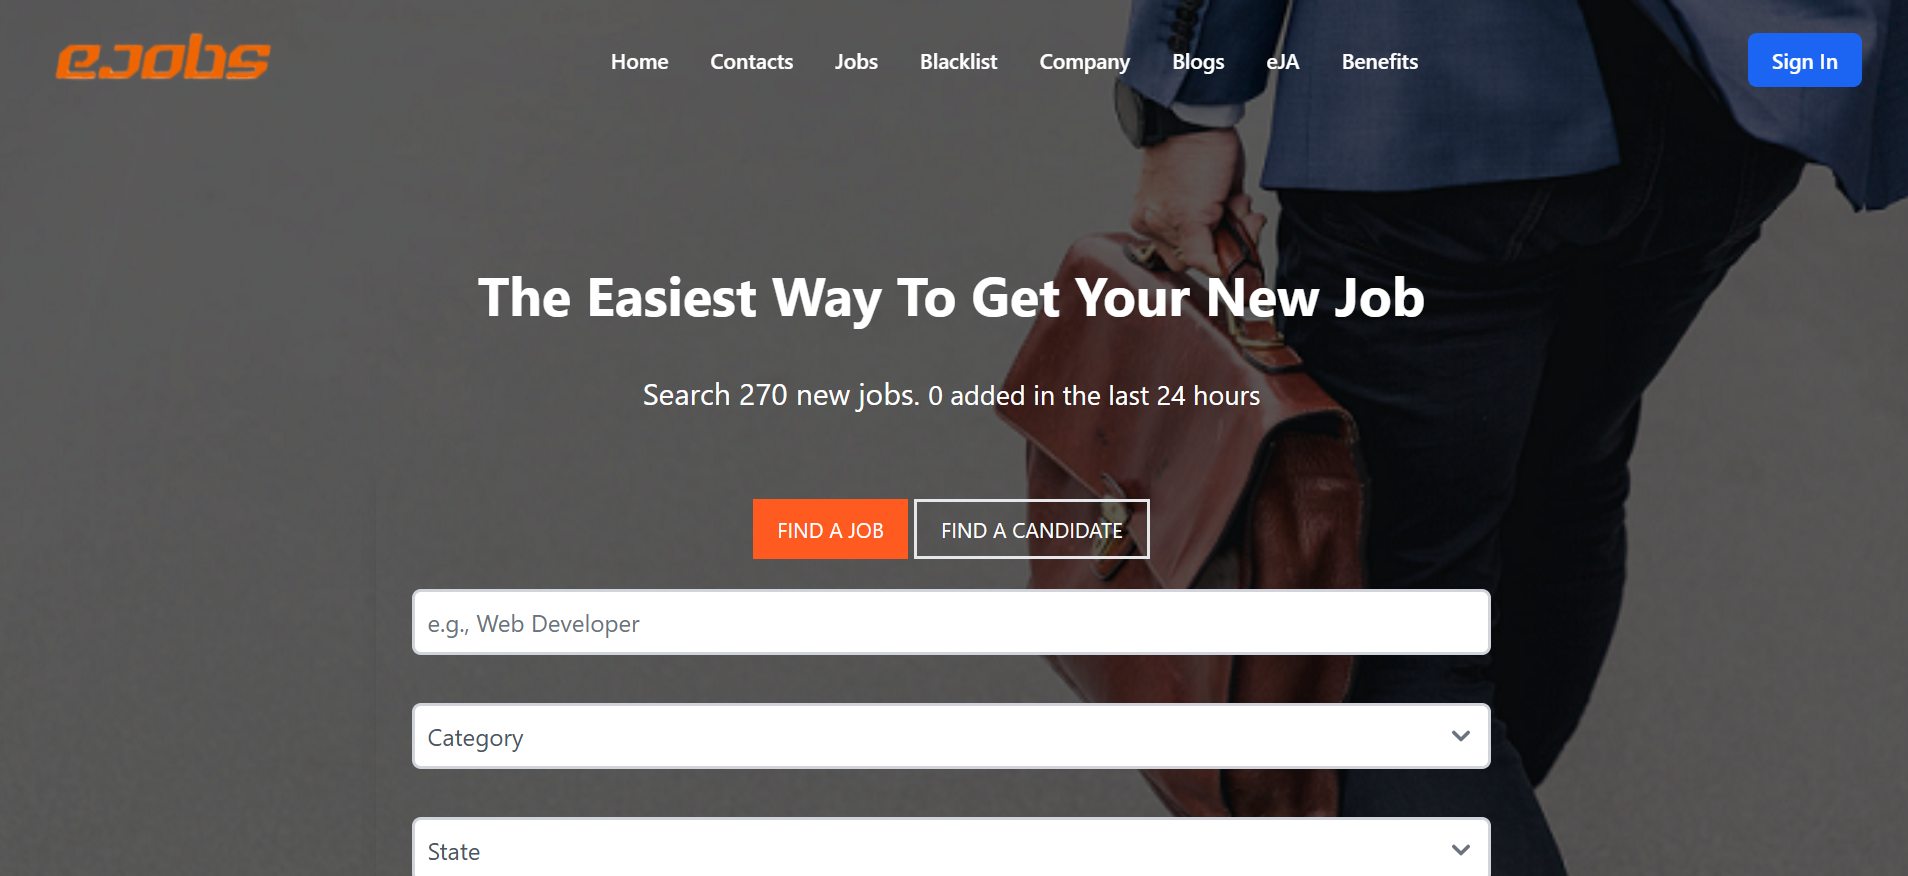 eJobs
Home Contacts Jobs Blacklist Company Blogs eJA Benefits Sign In
The Easiest Way To Get Your New Job
Search 270 new jobs. 0 added in the last 24 hours
FIND A JOB FIND A CANDIDATE
e.g., Web Developer
Category
State